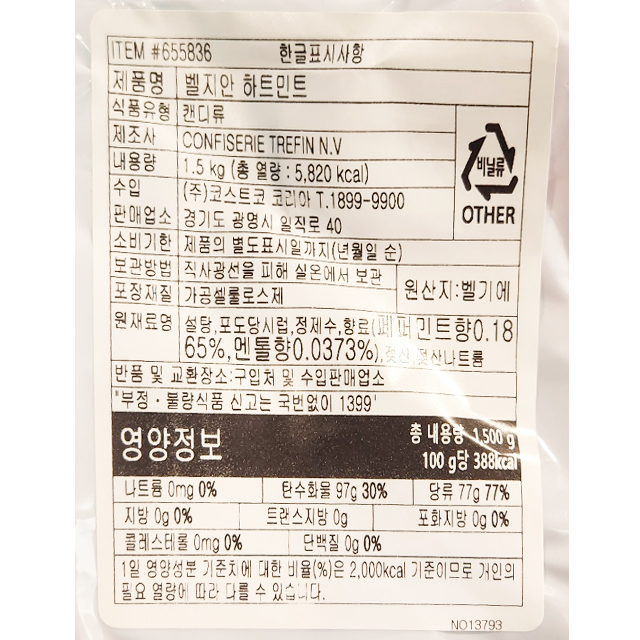 ITEM #655836 한글표시사항
제품명 벨지안 하트민트
식품유형 캔디류
제조사 CONFISERIE TREFIN N.V
내용량 1.5 kg (총 열량 : 5,820 kcal)
수입 (주)코스트코 코리아 T.1899-9900
판매업소 경기도 광명시 일직로 40
비닐류
OTHER
소비기한 제품의 별도표시일까지(년월일 순)
보관방법 직사광선을 피해 실온에서 보관
포장재질 가공셀룰로스제
원산지:벨기에
원재료명 설탕,포도당시럽,정제수,향료(페퍼민트향0.18
65%,멘톨향0.0373%),젖산,젖산나트륨
반품 및 교환장소:구입처 및 수입판매업소
"부정·불량식품 신고는 국번없이 1399'
영양정보 총 내용량 1,500 g
100 g당 388kcal
나트륨 0mg 0% 탄수화물 97g 30% 당류 77g 77%
지방 0g 0% 트랜스지방 0g 포화지방 0g 0%
콜레스테롤 0mg 0% 단백질 0g 0%
1일 영양성분 기준치에 대한 비율(%)은 2,000kcal 기준이므로 개인의
필요 열량에 따라 다를 수 있습니다.
NO13793